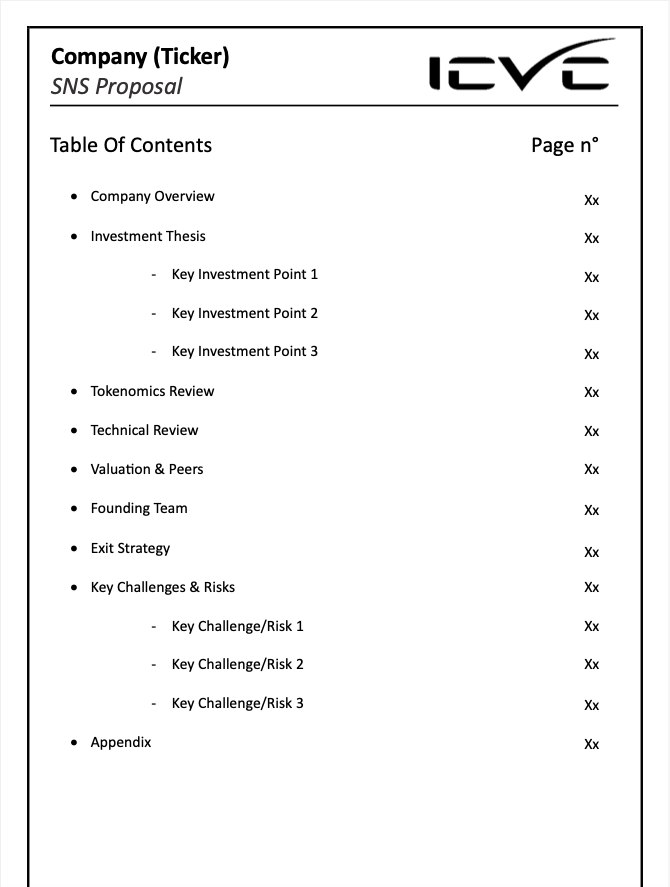 Company (Ticker)
SNS Proposal
ICVC
Table Of Contents Page n°
• Company Overview Xx
• Investment Thesis Xx
- Key Investment Point 1 Xx
- Key Investment Point 2 Xx
- Key Investment Point 3 Xx
• Tokenomics Review Xx
• Technical Review Xx
• Valuation & Peers Xx
• Founding Team Xx
• Exit Strategy Xx
• Key Challenges & Risks Xx
- Key Challenge/Risk 1 Xx
- Key Challenge/Risk 2 Xx
- Key Challenge/Risk 3 Xx
• Appendix Xx